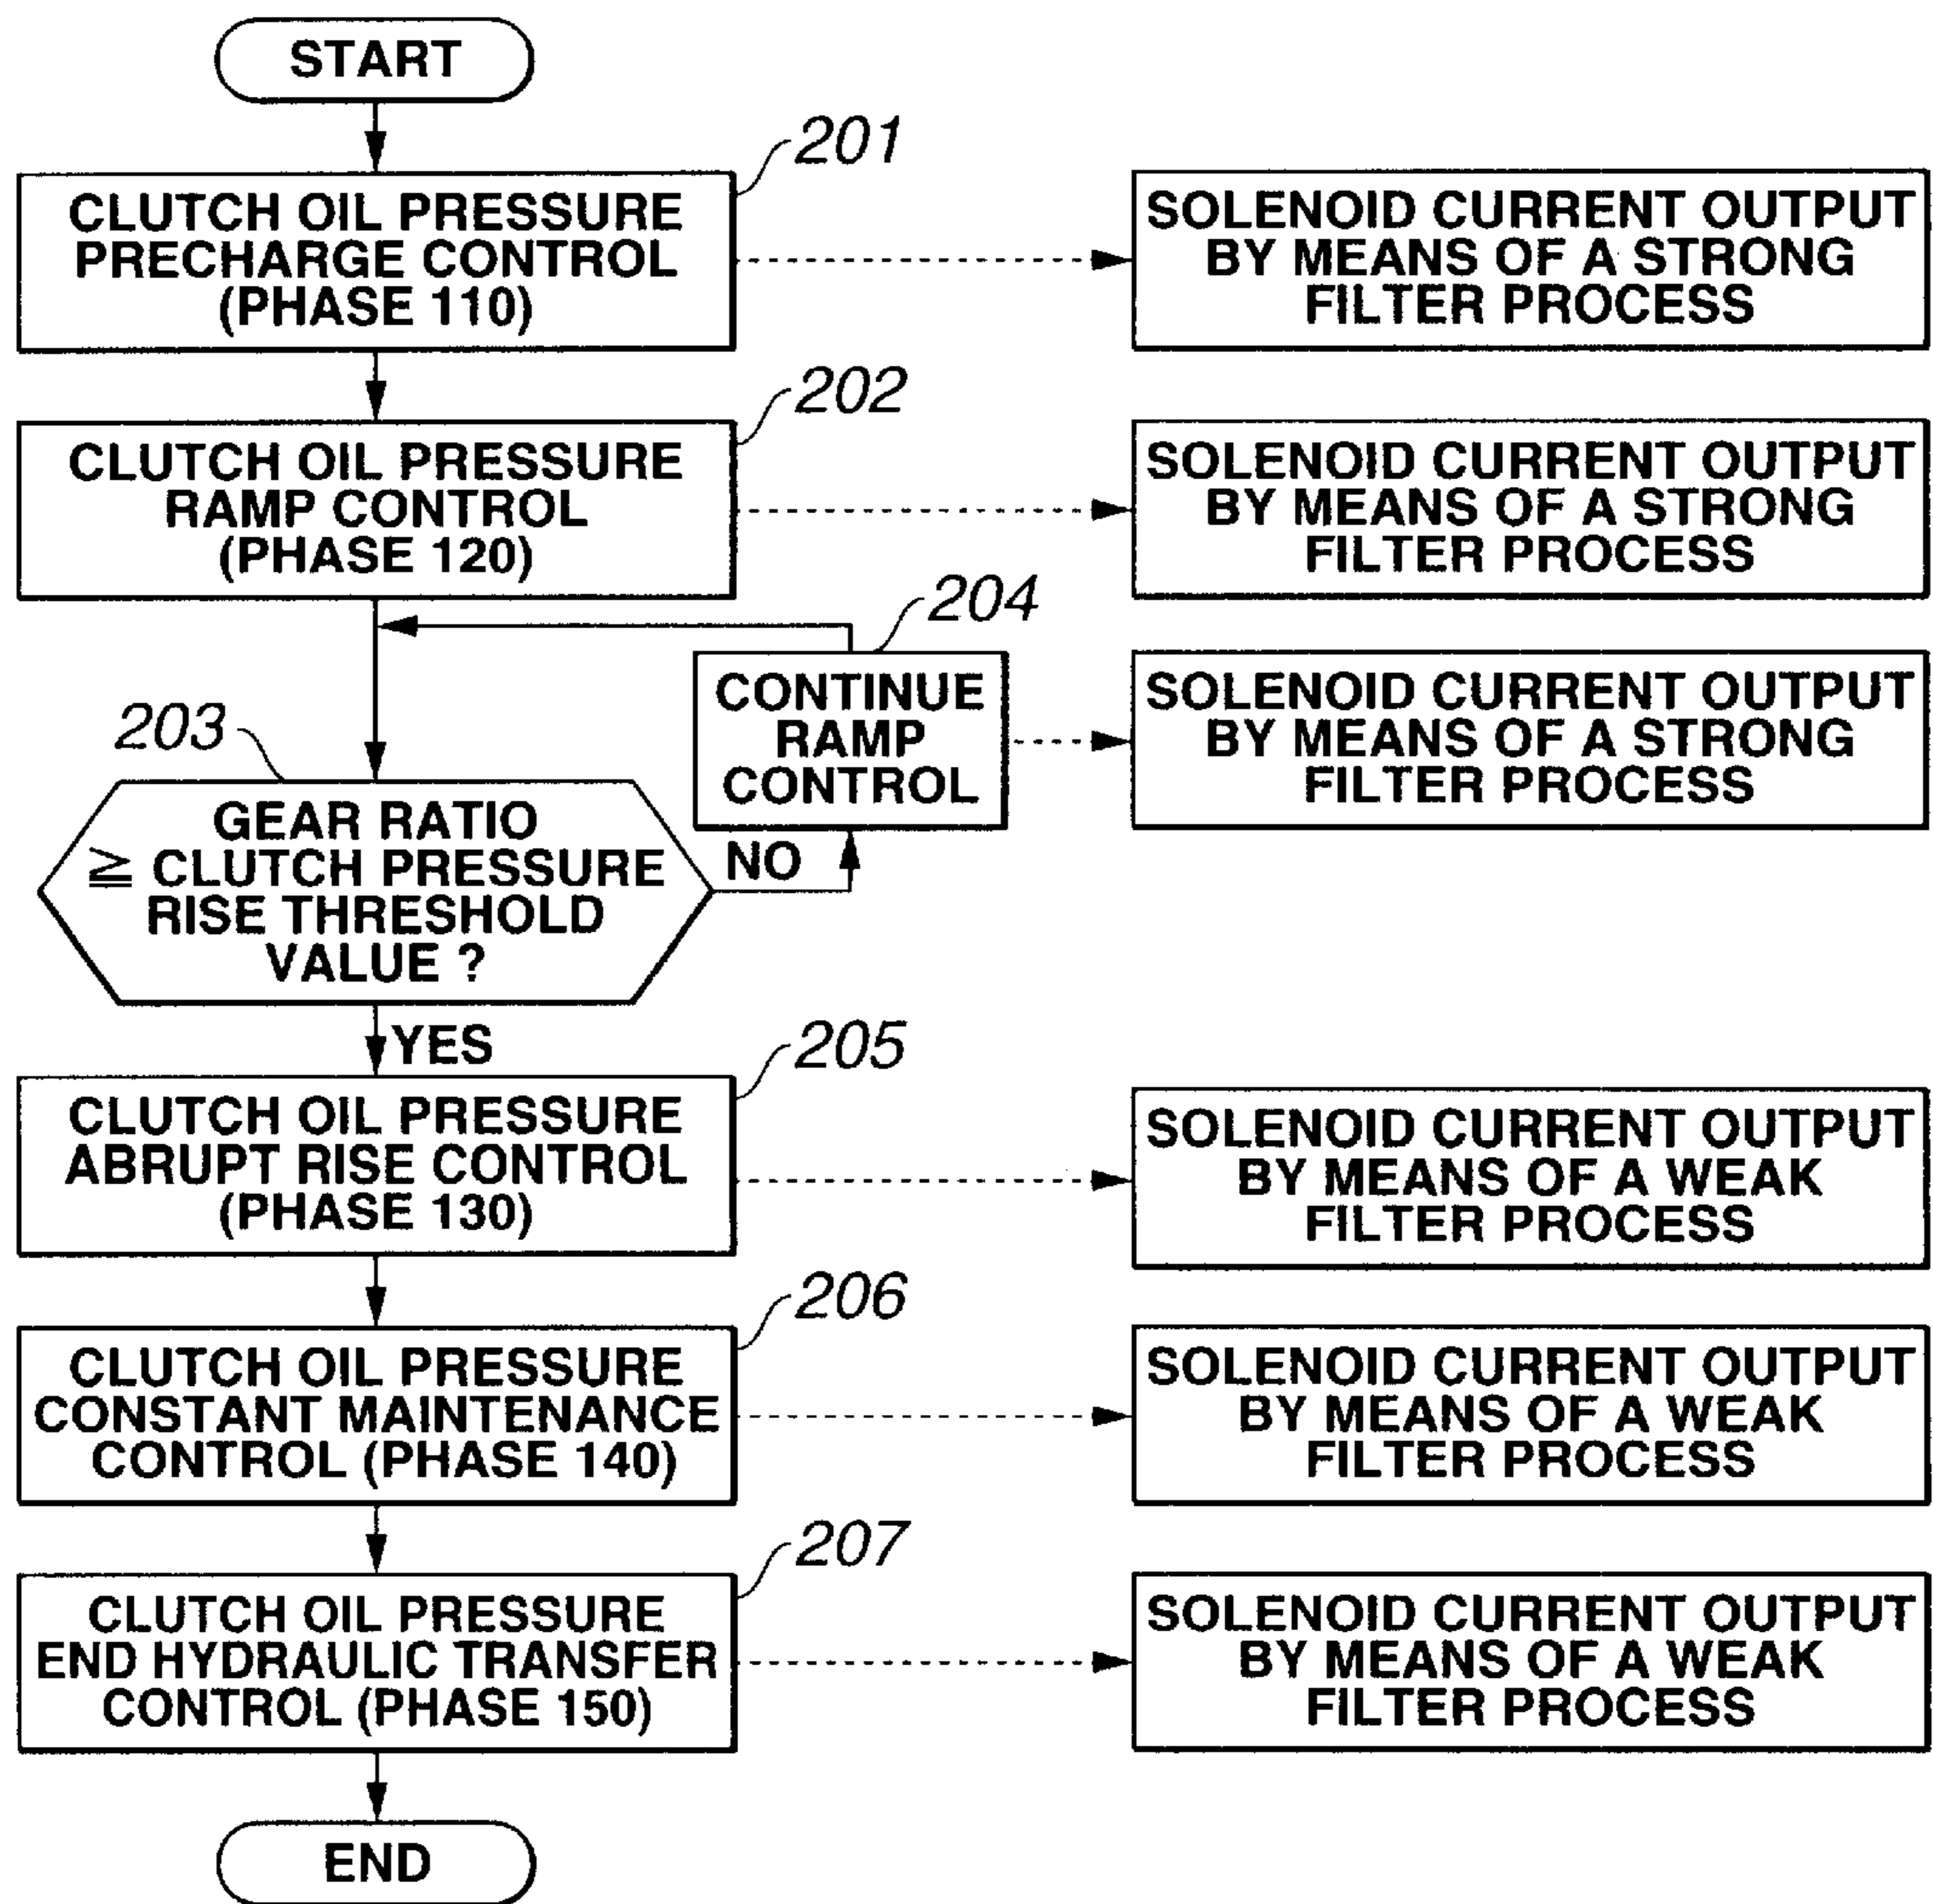 START
201
CLUTCH OIL PRESSURE
PRECHARGE CONTROL
(PHASE 110)
SOLENOID CURRENT OUTPUT
BY MEANS OF A STRONG
FILTER PROCESS
202
CLUTCH OIL PRESSURE
RAMP CONTROL
(PHASE 120)
SOLENOID CURRENT OUTPUT
BY MEANS OF A STRONG
FILTER PROCESS
204
CONTINUE
RAMP
CONTROL
SOLENOID CURRENT OUTPUT
BY MEANS OF A STRONG
FILTER PROCESS
203
GEAR RATIO
≧ CLUTCH PRESSURE
RISE THRESHOLD
VALUE ?
NO
YES
205
CLUTCH OIL PRESSURE
ABRUPT RISE CONTROL
(PHASE 130)
SOLENOID CURRENT OUTPUT
BY MEANS OF A WEAK
FILTER PROCESS
206
CLUTCH OIL PRESSURE
CONSTANT MAINTENANCE
CONTROL (PHASE 140)
SOLENOID CURRENT OUTPUT
BY MEANS OF A WEAK
FILTER PROCESS
207
CLUTCH OIL PRESSURE
END HYDRAULIC TRANSFER
CONTROL (PHASE 150)
SOLENOID CURRENT OUTPUT
BY MEANS OF A WEAK
FILTER PROCESS
END